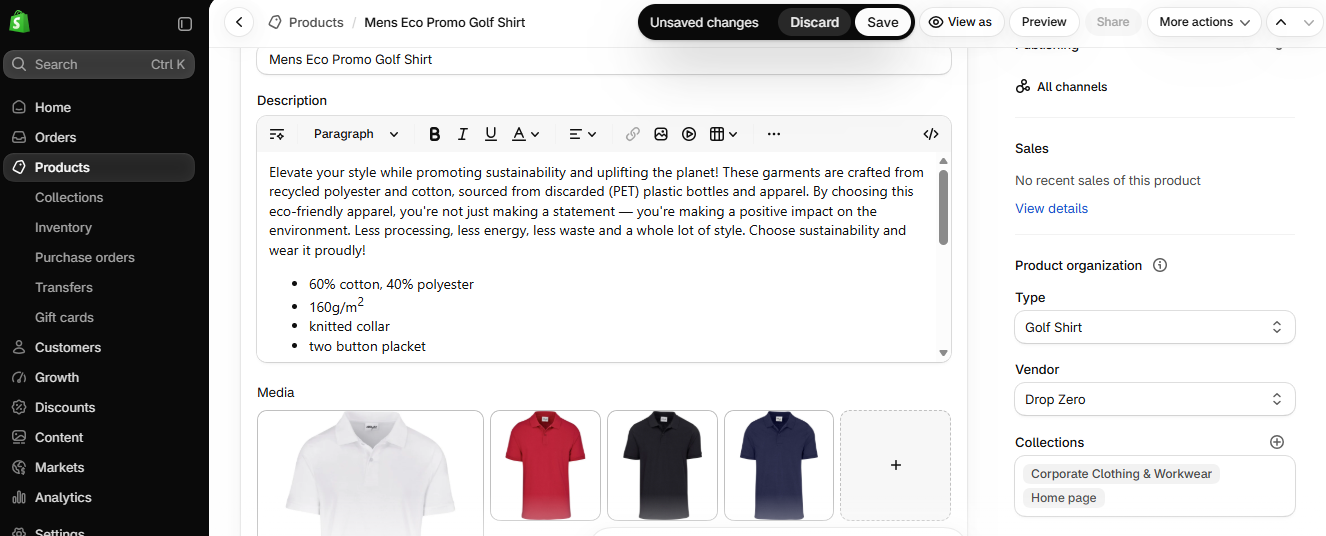 Products / Mens Eco Promo Golf Shirt
Unsaved changes
Discard
Save
View as
Preview
Share
More actions
Search
Ctrl K
Home
Orders
Products
Collections
Inventory
Purchase orders
Transfers
Gift cards
Customers
Growth
Discounts
Content
Markets
Analytics
Settings
Mens Eco Promo Golf Shirt
Description
Paragraph
B I U A
Elevate your style while promoting sustainability and uplifting the planet! These garments are crafted from
recycled polyester and cotton, sourced from discarded (PET) plastic bottles and apparel. By choosing this
eco-friendly apparel, you're not just making a statement — you're making a positive impact on the
environment. Less processing, less energy, less waste and a whole lot of style. Choose sustainability and
wear it proudly!
• 60% cotton, 40% polyester
• 160g/m²
• knitted collar
• two button placket
Media
Publishing
All channels
Sales
No recent sales of this product
View details
Product organization
Type
Golf Shirt
Vendor
Drop Zero
Collections
Corporate Clothing & Workwear
Home page